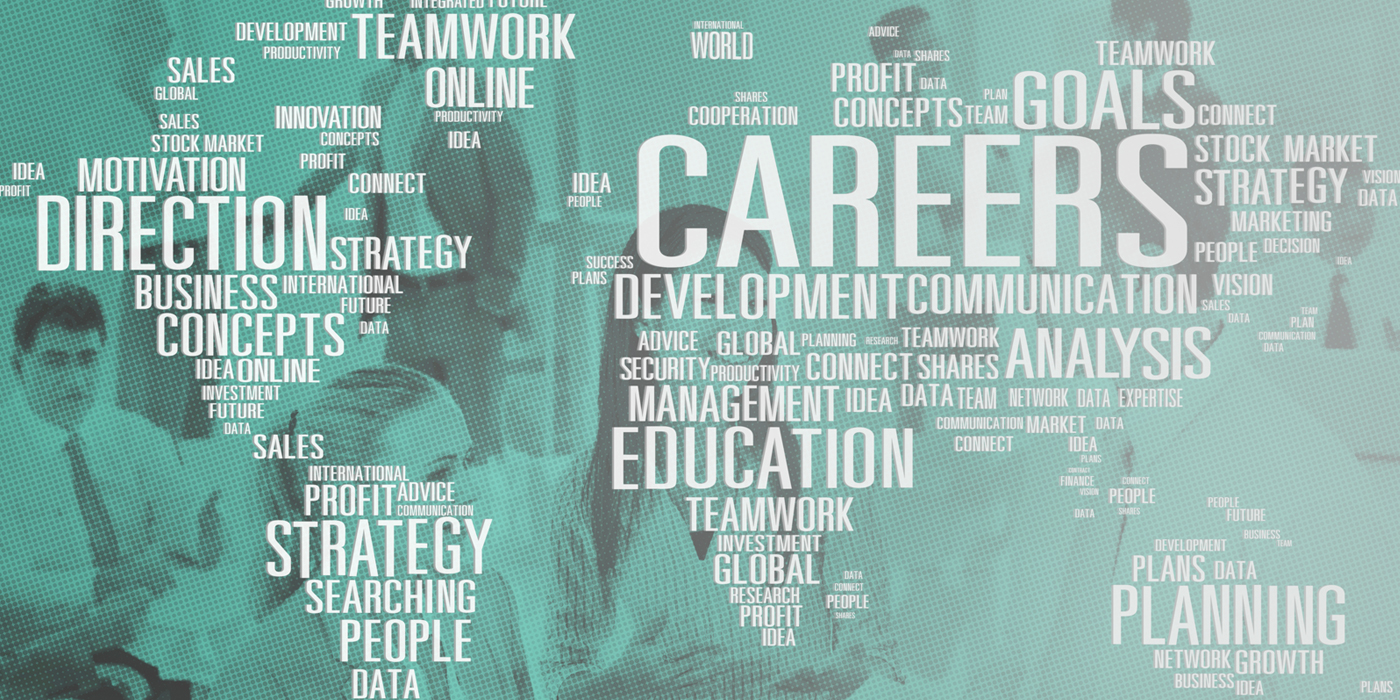 GROWTH INTEGRATED FUTURE
DEVELOPMENT TEAMWORK
PRODUCTIVITY
SALES
ONLINE
GLOBAL
PRODUCTIVITY
INNOVATION
SALES
CONCEPTS
IDEA
STOCK MARKET
PROFIT
IDEA
MOTIVATION
CONNECT
PROFIT
DIRECTION
IDEA
STRATEGY
BUSINESS INTERNATIONAL
FUTURE
CONCEPTS
DATA
IDEA ONLINE
INVESTMENT
FUTURE
DATA
SALES
INTERNATIONAL
PROFIT ADVICE
COMMUNICATION
STRATEGY
SEARCHING
PEOPLE
DATA
INTERNATIONAL
WORLD
ADVICE
DATA SHARES
TEAMWORK
PROFIT DATA
SHARES
PLAN
GOALS
COOPERATION
CONCEPTS TEAM
CONNECT
CAREERS
STOCK MARKET
IDEA
PEOPLE
STRATEGY
VISION
DATA
MARKETING
PEOPLE DECISION
IDEA
SUCCESS
PLANS
DEVELOPMENT COMMUNICATION
VISION
SALES
DATA
TEAM
PLAN
COMMUNICATION
DATA
ADVICE GLOBAL PLANNING RESEARCH TEAMWORK
ANALYSIS
SECURITY PRODUCTIVITY CONNECT SHARES
MANAGEMENT IDEA DATA TEAM NETWORK DATA EXPERTISE
EDUCATION
COMMUNICATION MARKET DATA
CONNECT
IDEA
PLANS
CONTRACT
FINANCE
VISION
CONNECT
PEOPLE
SHARES
DATA
TEAMWORK
INVESTMENT
GLOBAL
RESEARCH
PROFIT
IDEA
DATA
CONNECT
PEOPLE
SHARES
PEOPLE
FUTURE
BUSINESS
TEAM
DEVELOPMENT
PLANS DATA
PLANNING
NETWORK GROWTH
BUSINESS IDEA
PLANS